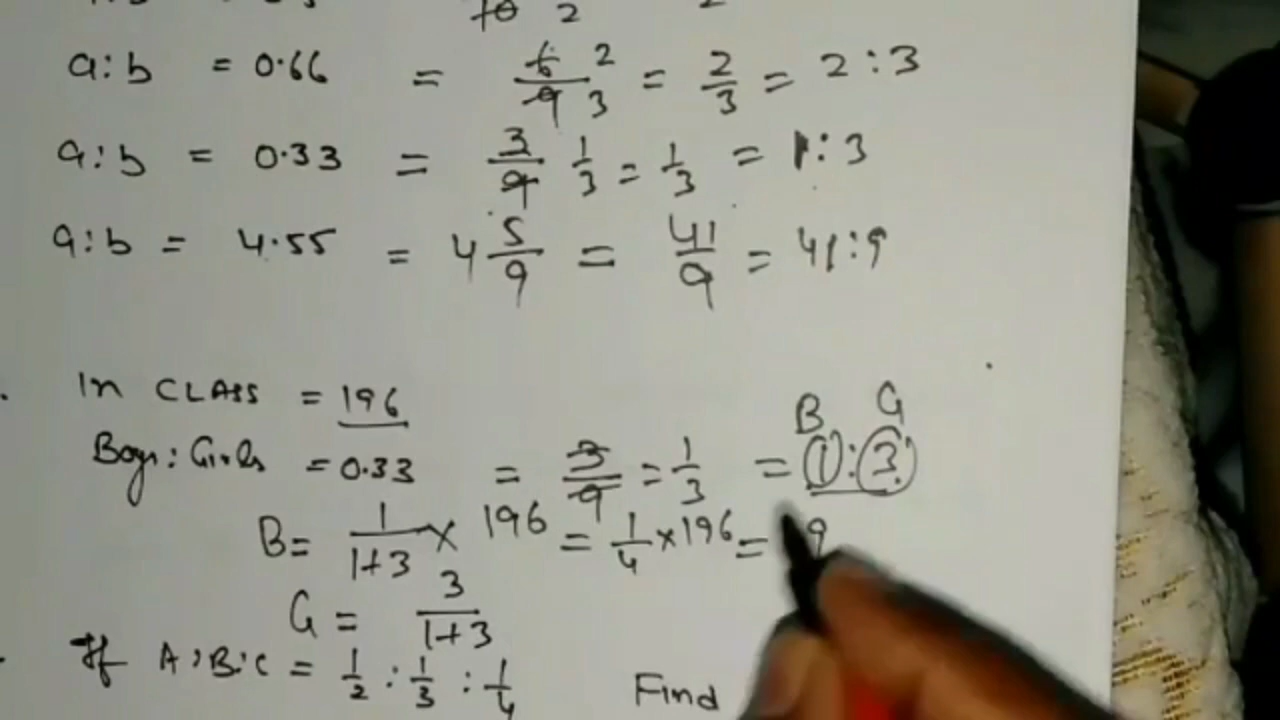 10 2
a:b = 0.66 = 6/9 2/3 = 2/3 = 2:3
a:b = 0.33 = 3/9 1/3 = 1/3 = 1:3
a:b = 4.55 = 4 5/9 = 41/9 = 41:9
In CLASS = 196
B G
Boys: Girls = 0.33 = 3/9 = 1/3 = 1:3
B = 1/1+3 × 196 = 1/4 × 196 = 9
G = 3/1+3
If A:B:C = 1/2 : 1/3 : 1/4 Find